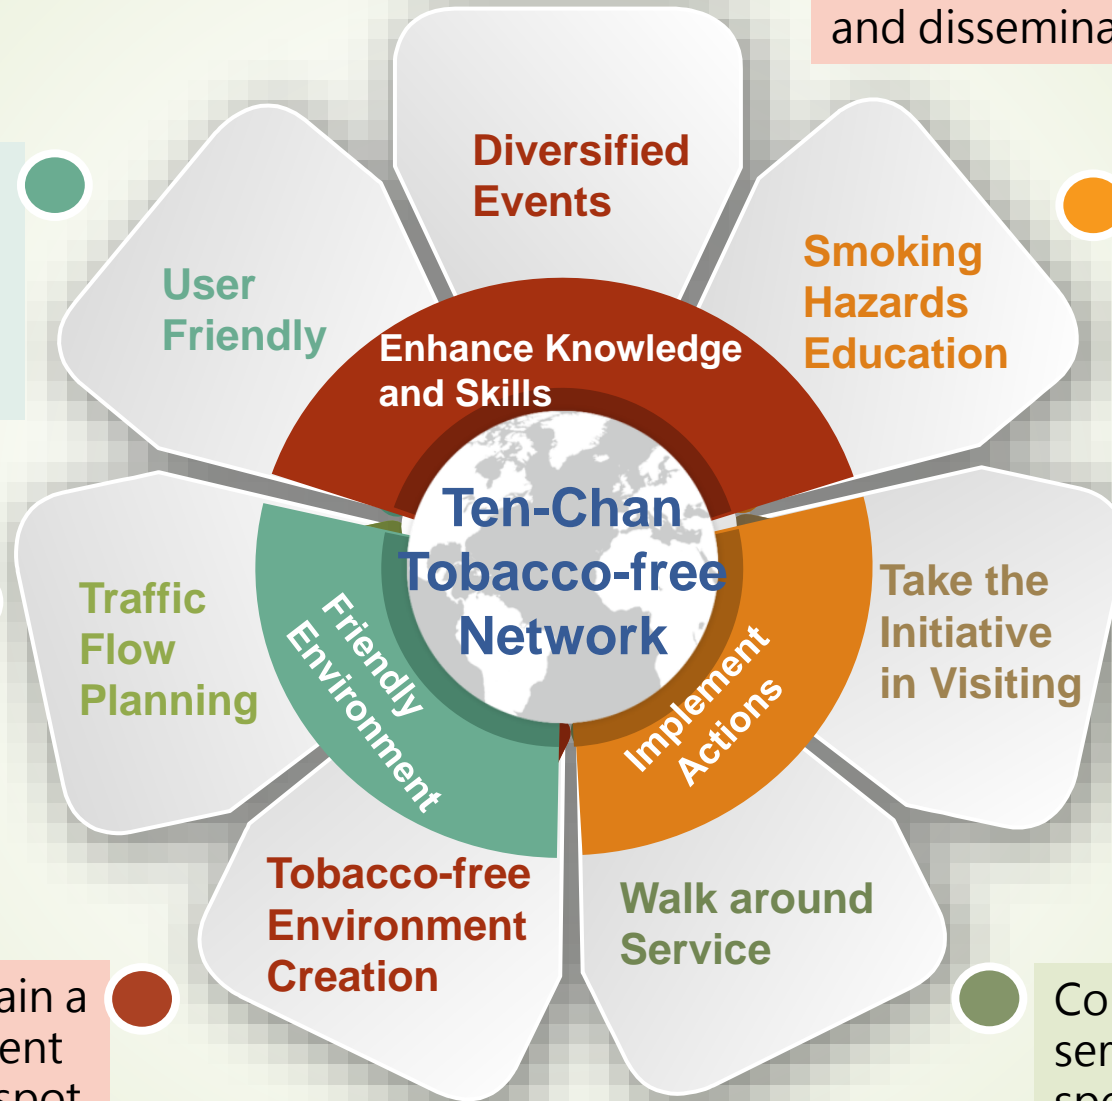 and dissemina
Diversified
Events
Smoking
Hazards
Education
User
Friendly
Enhance Knowledge
and Skills
Ten-Chan
Tobacco-free
Network
Traffic
Flow
Planning
Friendly
Environment
Implement
Actions
Take the
Initiative
in Visiting
Tobacco-free
Environment
Creation
Walk around
Service
ain a
ent
spot
Co
ser
spe